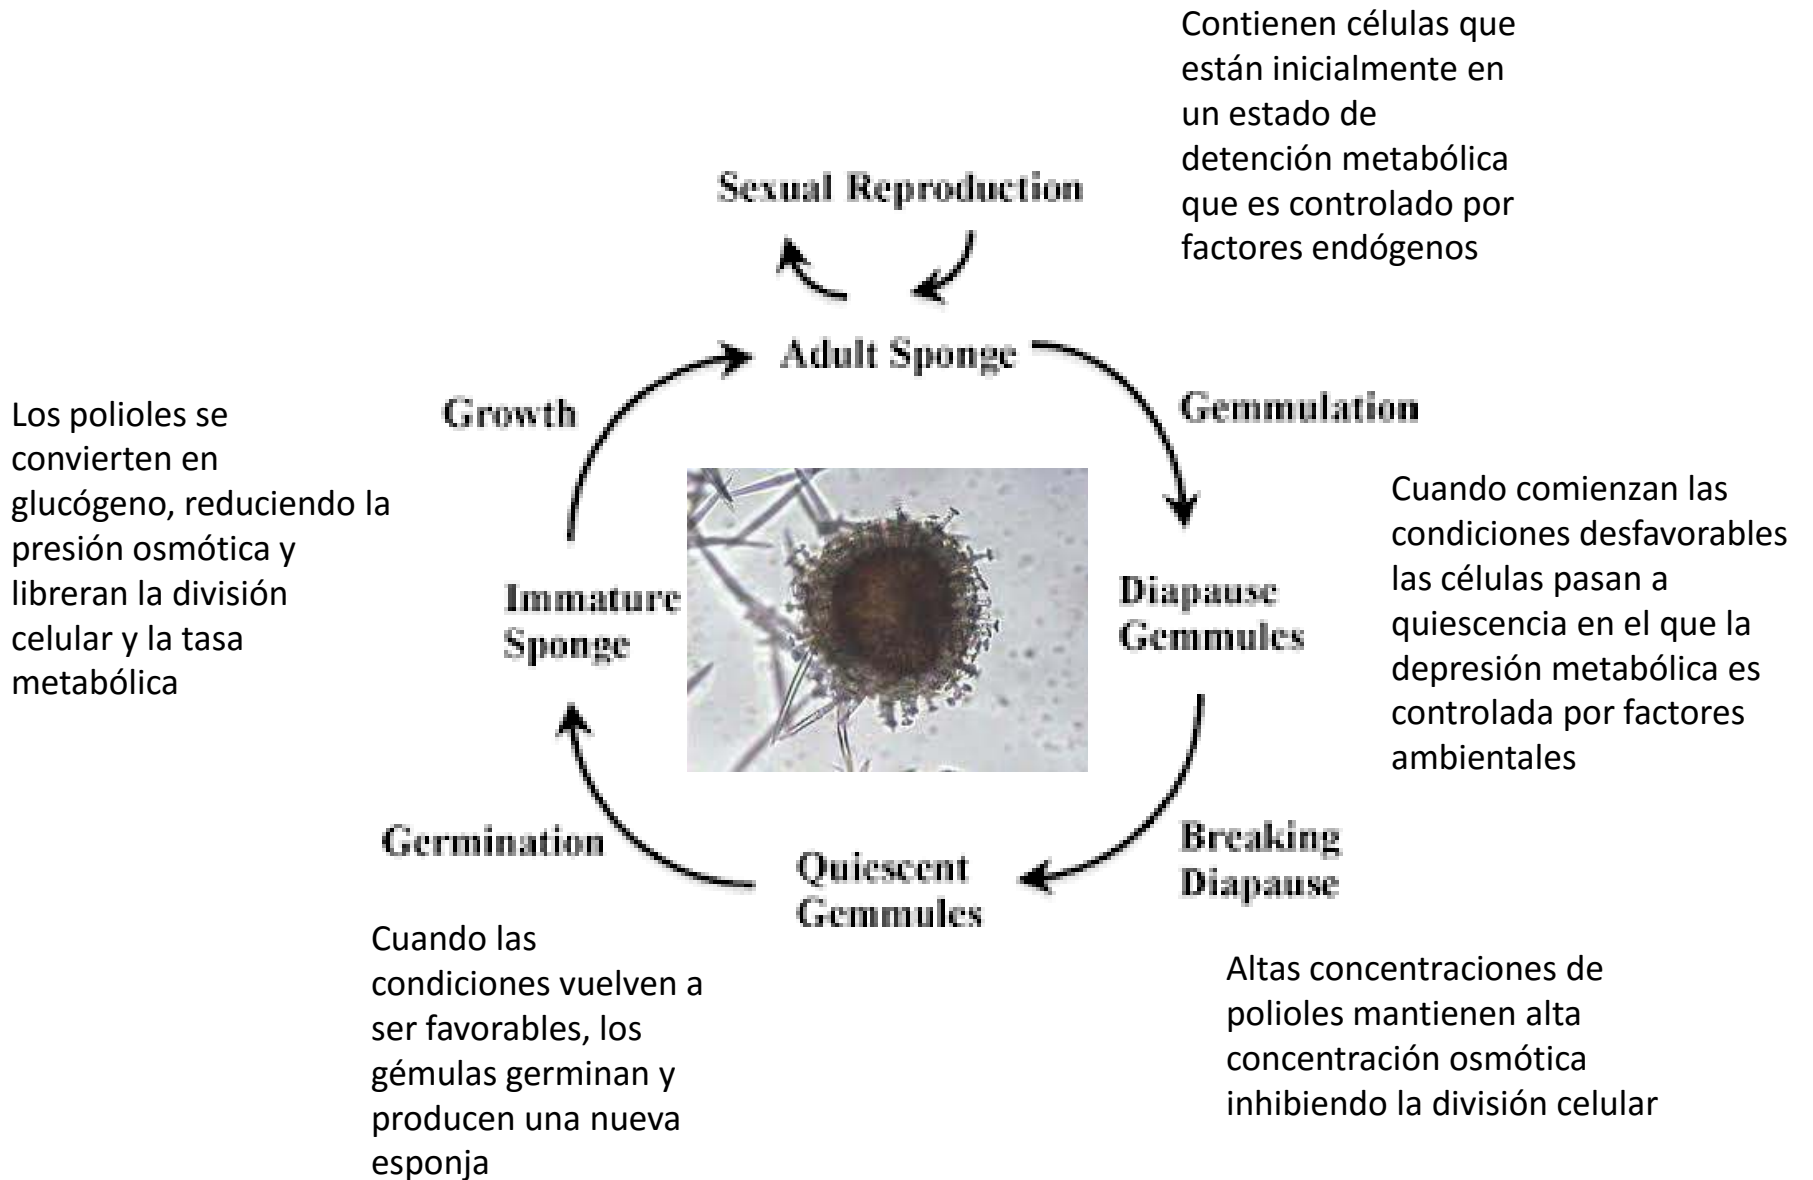 Contienen células que
están inicialmente en
un estado de
detención metabólica
que es controlado por
factores endógenos
Sexual Reproduction
Adult Sponge
Growth
Gemmulation
Los polioles se
convierten en
glucógeno, reduciendo la
presión osmótica y
libreran la división
celular y la tasa
metabólica
Cuando comienzan las
condiciones desfavorables
las células pasan a
quiescencia en el que la
depresión metabólica es
controlada por factores
ambientales
Immature
Sponge
Diapause
Gemmules
Germination
Quiescent
Gemmules
Breaking
Diapause
Cuando las
condiciones vuelven a
ser favorables, los
gémulas germinan y
producen una nueva
esponja
Altas concentraciones de
polioles mantienen alta
concentración osmótica
inhibiendo la división celular